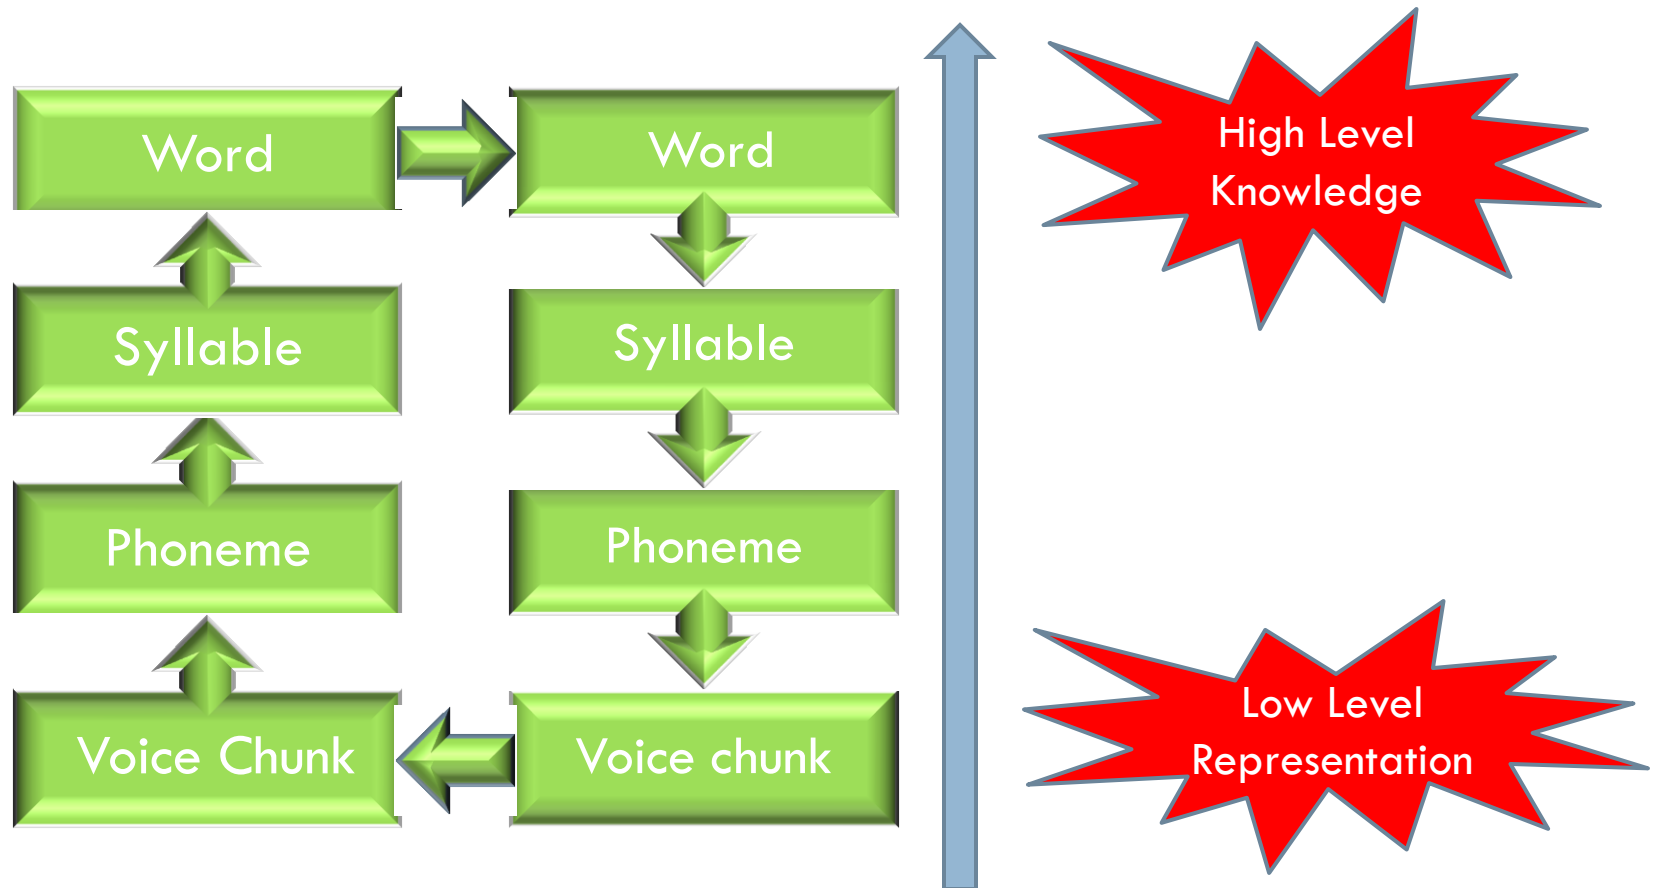 Word
Word
High Level
Knowledge
Syllable
Syllable
Phoneme
Phoneme
Voice Chunk
Voice chunk
Low Level
Representation